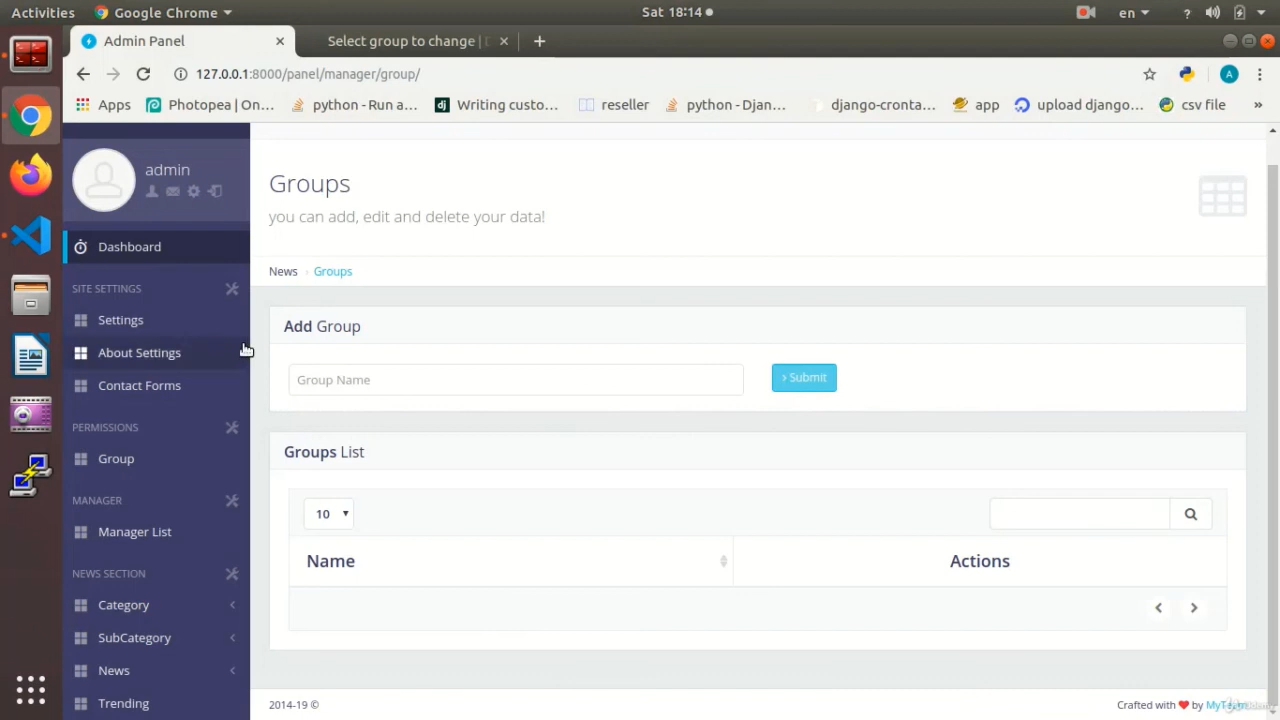 Activities
Google Chrome
Sat 18:14
en
?
Admin Panel
Select group to change |
127.0.0.1:8000/panel/manager/group/
A
Apps
Photopea | On...
python - Run a...
dj
Writing custo...
reseller
python - Djan...
django-cronta...
app
upload django...
csv file
»
admin
Dashboard
SITE SETTINGS
Settings
About Settings
Contact Forms
PERMISSIONS
Group
MANAGER
Manager List
NEWS SECTION
Category
SubCategory
News
Trending
Groups
you can add, edit and delete your data!
News
Groups
Add Group
Group Name
Submit
Groups List
10
Name
Actions
2014-19 ©
Crafted with ❤ by MyTeam